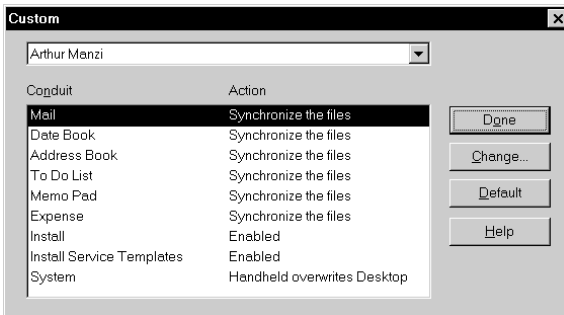 Custom
Arthur Manzi
Conduit Action
Mail Synchronize the files
Date Book Synchronize the files
Address Book Synchronize the files
To Do List Synchronize the files
Memo Pad Synchronize the files
Expense Synchronize the files
Install Enabled
Install Service Templates Enabled
System Handheld overwrites Desktop
Done
Change...
Default
Help